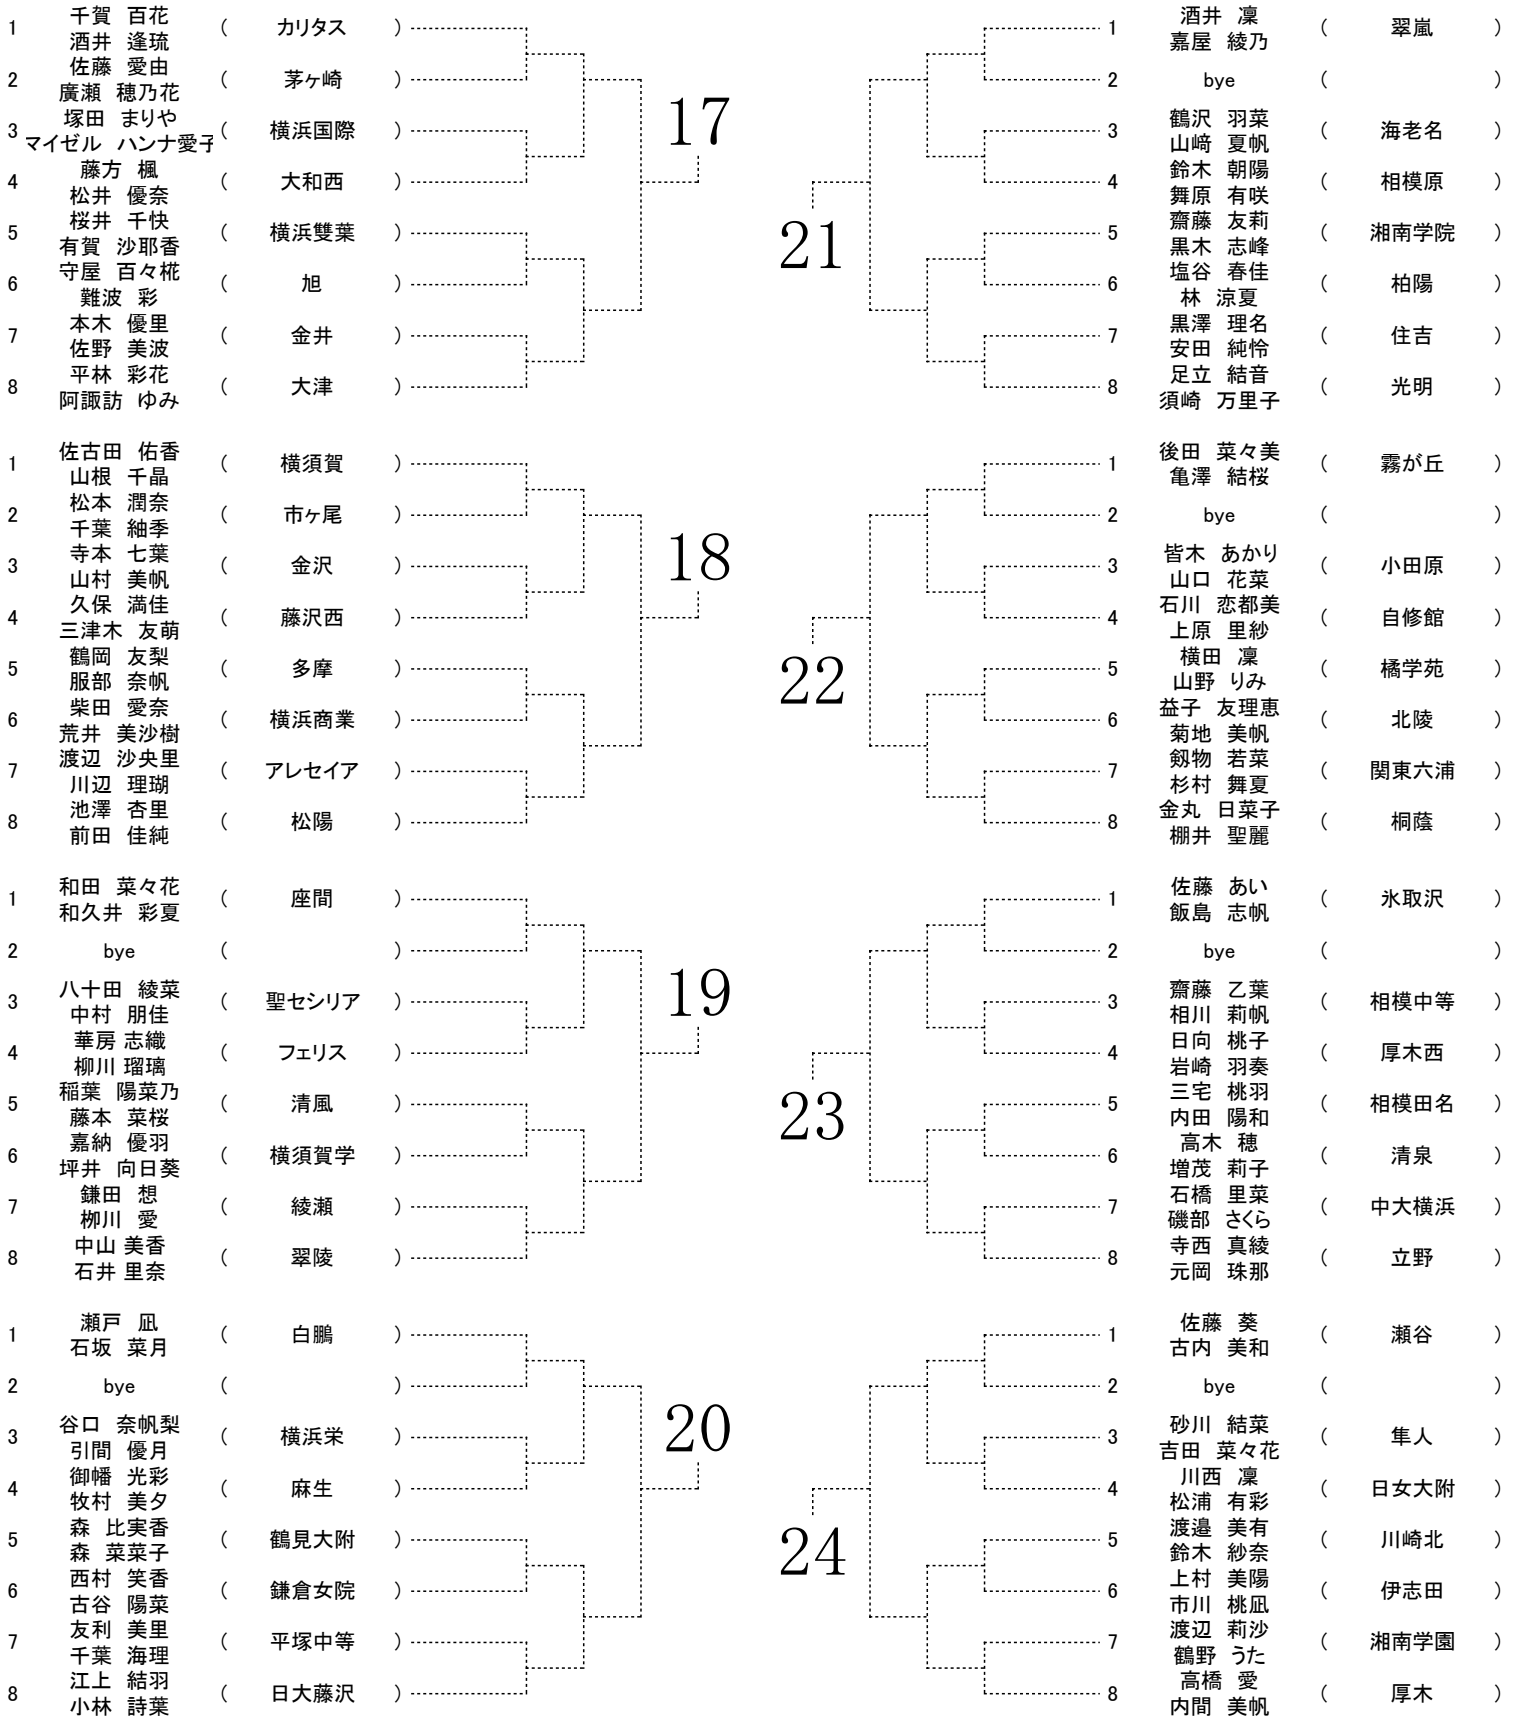 17
1 千賀 百花 酒井 逢琉 ( カリタス )
2 佐藤 愛由 廣瀬 穂乃花 ( 茅ヶ崎 )
3 塚田 まりや マイゼル ハンナ愛子 ( 横浜国際 )
4 藤方 楓 松井 優奈 ( 大和西 )
5 桜井 千快 有賀 沙耶香 ( 横浜雙葉 )
6 守屋 百々椛 難波 彩 ( 旭 )
7 本木 優里 佐野 美波 ( 金井 )
8 平林 彩花 阿諏訪 ゆみ ( 大津 )
18
1 佐古田 佑香 山根 千晶 ( 横須賀 )
2 松本 潤奈 千葉 紬季 ( 市ヶ尾 )
3 寺本 七葉 山村 美帆 ( 金沢 )
4 久保 満佳 三津木 友萌 ( 藤沢西 )
5 鶴岡 友梨 服部 奈帆 ( 多摩 )
6 柴田 愛奈 荒井 美沙樹 ( 横浜商業 )
7 渡辺 沙央里 川辺 理瑚 ( アレセイア )
8 池澤 杏里 前田 佳純 ( 松陽 )
19
1 和田 菜々花 和久井 彩夏 ( 座間 )
2 bye ( )
3 八十田 綾菜 中村 朋佳 ( 聖セシリア )
4 華房 志織 柳川 瑠璃 ( フェリス )
5 稲葉 陽菜乃 藤本 菜桜 ( 清風 )
6 嘉納 優羽 坪井 向日葵 ( 横須賀学 )
7 鎌田 想 栁川 愛 ( 綾瀬 )
8 中山 美香 石井 里奈 ( 翠陵 )
20
1 瀬戸 凪 石坂 菜月 ( 白鵬 )
2 bye ( )
3 谷口 奈帆梨 引間 優月 ( 横浜栄 )
4 御幡 光彩 牧村 美夕 ( 麻生 )
5 森 比実香 森 菜菜子 ( 鶴見大附 )
6 西村 笑香 古谷 陽菜 ( 鎌倉女院 )
7 友利 美里 千葉 海理 ( 平塚中等 )
8 江上 結羽 小林 詩葉 ( 日大藤沢 )
21
1 酒井 凜 嘉屋 綾乃 ( 翠嵐 )
2 bye ( )
3 鶴沢 羽菜 山﨑 夏帆 ( 海老名 )
4 鈴木 朝陽 舞原 有咲 ( 相模原 )
5 齋藤 友莉 黒木 志峰 ( 湘南学院 )
6 塩谷 春佳 林 涼夏 ( 柏陽 )
7 黒澤 理名 安田 純怜 ( 住吉 )
8 足立 結音 須崎 万里子 ( 光明 )
22
1 後田 菜々美 亀澤 結桜 ( 霧が丘 )
2 bye ( )
3 皆木 あかり 山口 花菜 ( 小田原 )
4 石川 恋都美 上原 里紗 ( 自修館 )
5 横田 凜 山野 りみ ( 橘学苑 )
6 益子 友理恵 菊地 美帆 ( 北陵 )
7 剱物 若菜 杉村 舞夏 ( 関東六浦 )
8 金丸 日菜子 棚井 聖麗 ( 桐蔭 )
23
1 佐藤 あい 飯島 志帆 ( 氷取沢 )
2 bye ( )
3 齋藤 乙葉 相川 莉帆 ( 相模中等 )
4 日向 桃子 岩崎 羽奏 ( 厚木西 )
5 三宅 桃羽 内田 陽和 ( 相模田名 )
6 高木 穂 増茂 莉子 ( 清泉 )
7 石橋 里菜 磯部 さくら ( 中大横浜 )
8 寺西 真綾 元岡 珠那 ( 立野 )
24
1 佐藤 葵 古内 美和 ( 瀬谷 )
2 bye ( )
3 砂川 結菜 吉田 菜々花 ( 隼人 )
4 川西 凜 松浦 有彩 ( 日女大附 )
5 渡邉 美有 鈴木 紗奈 ( 川崎北 )
6 上村 美陽 市川 桃凪 ( 伊志田 )
7 渡辺 莉沙 鶴野 うた ( 湘南学園 )
8 高橋 愛 内間 美帆 ( 厚木 )